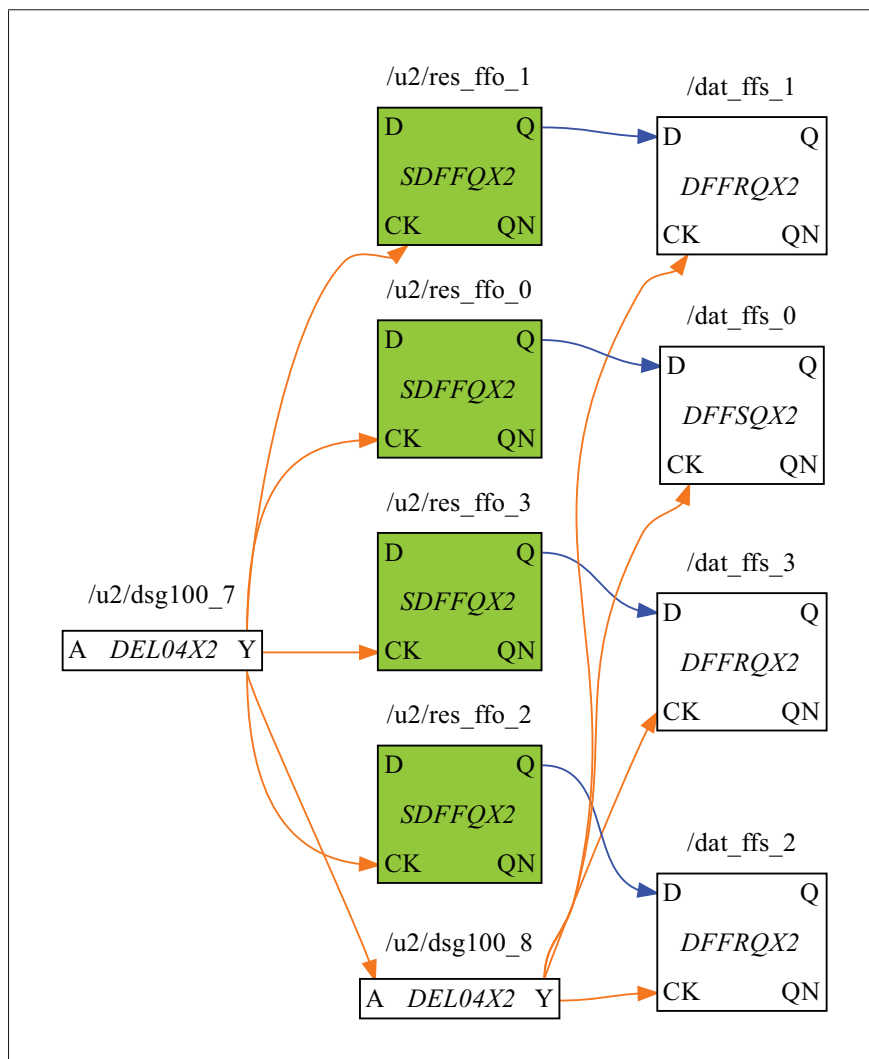 /u2/res_ffo_1
D Q
SDFFQX2
CK QN
/dat_ffs_1
D Q
DFFRQX2
CK QN
/u2/res_ffo_0
D Q
SDFFQX2
CK QN
/dat_ffs_0
D Q
DFFSQX2
CK QN
/u2/res_ffo_3
D Q
SDFFQX2
CK QN
/dat_ffs_3
D Q
DFFRQX2
CK QN
/u2/dsg100_7
A DEL04X2 Y
/u2/res_ffo_2
D Q
SDFFQX2
CK QN
/dat_ffs_2
D Q
DFFRQX2
CK QN
/u2/dsg100_8
A DEL04X2 Y